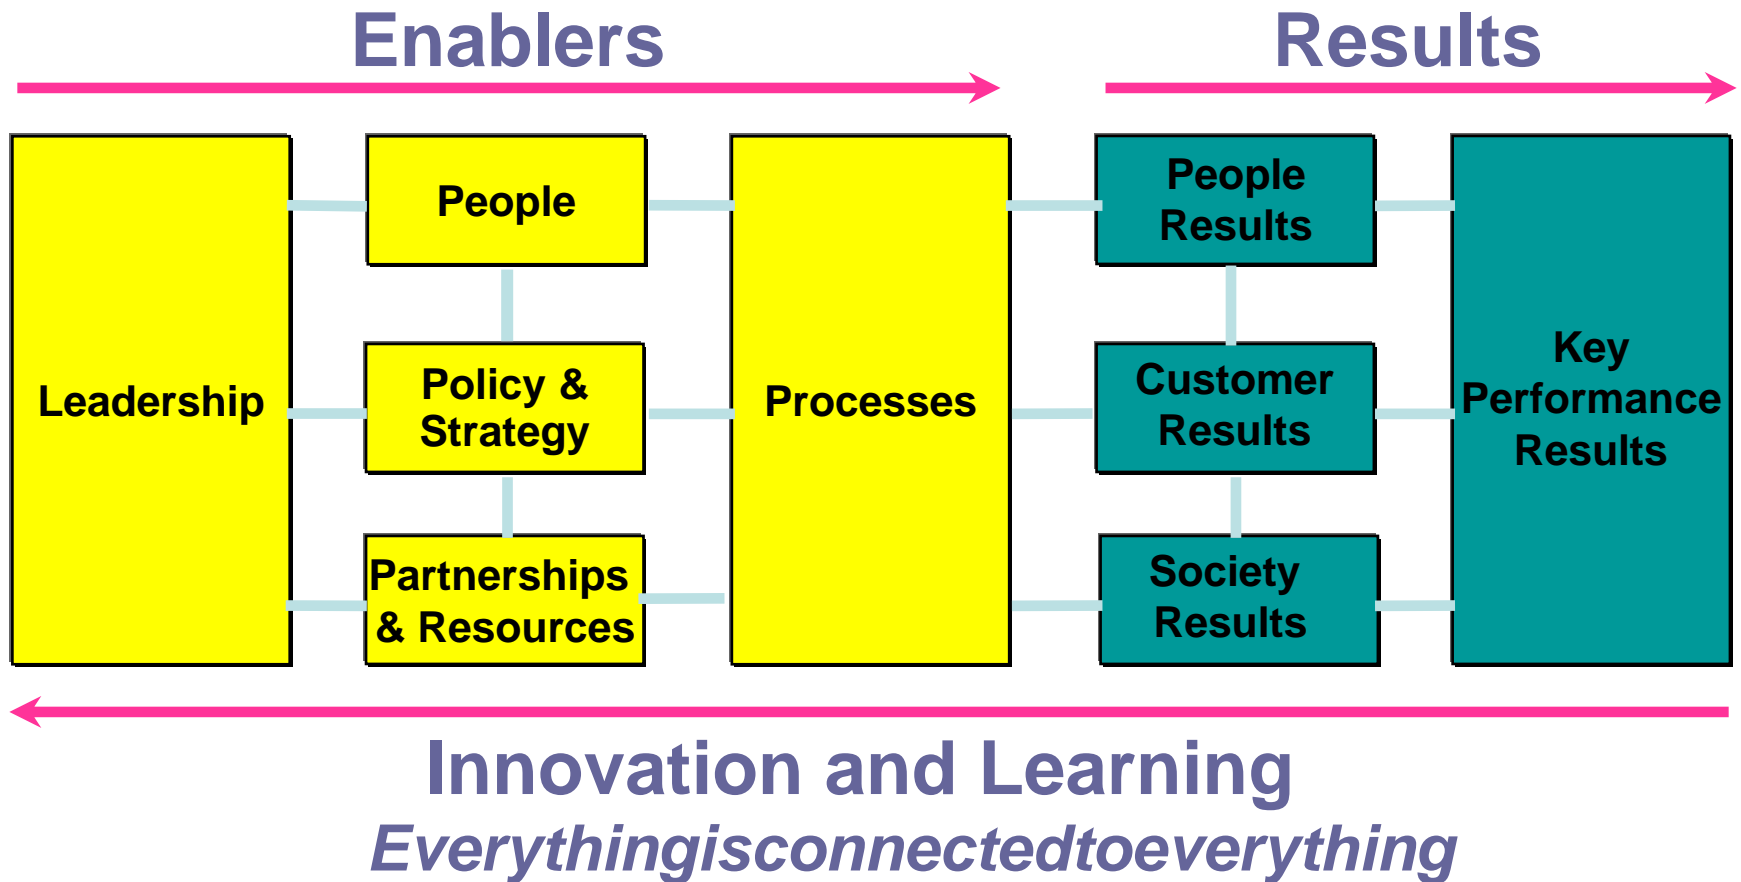 Enablers
Results
Leadership
People
Policy &
Strategy
Partnerships
& Resources
Processes
People
Results
Customer
Results
Society
Results
Key
Performance
Results
Innovation and Learning
Everythingisconnectedtoeverything